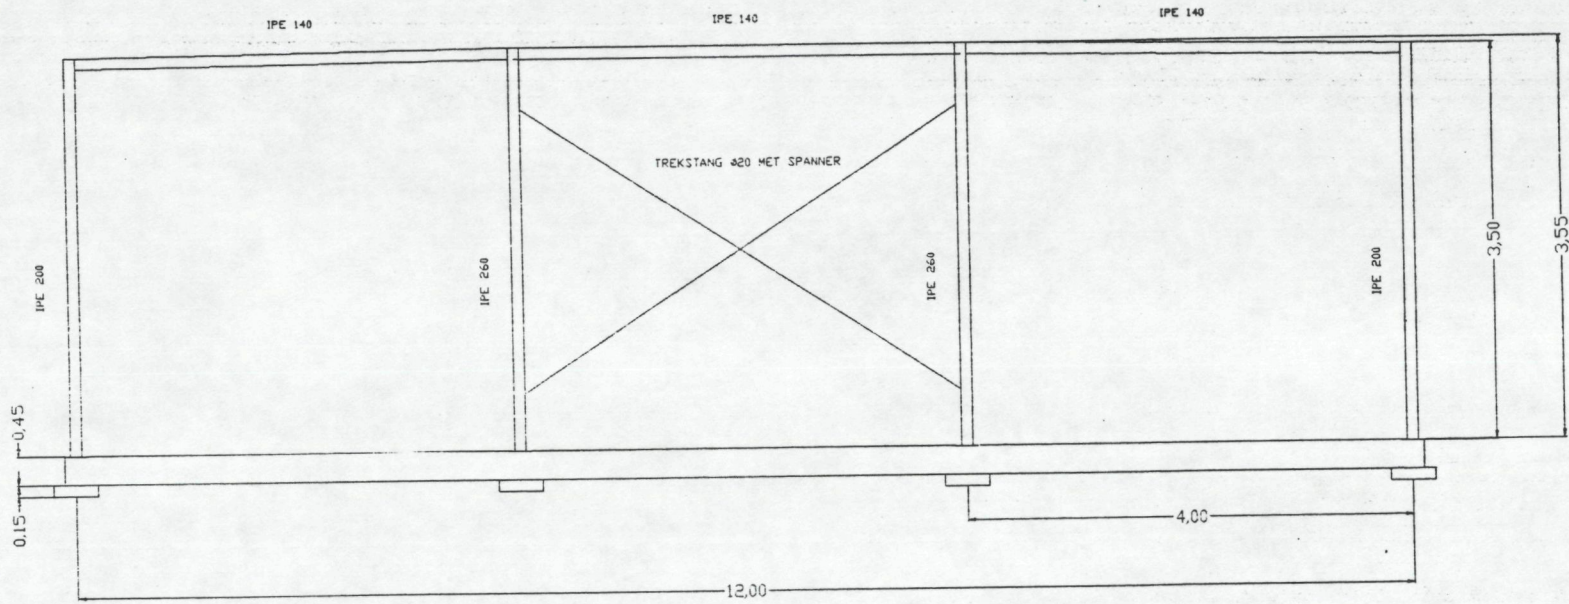 IPE 140
IPE 140
IPE 140
TREKSTANG ø20 MET SPANNER
IPE 200
IPE 260
IPE 260
IPE 200
3,50
3,55
0,45
0,15
4,00
12,00